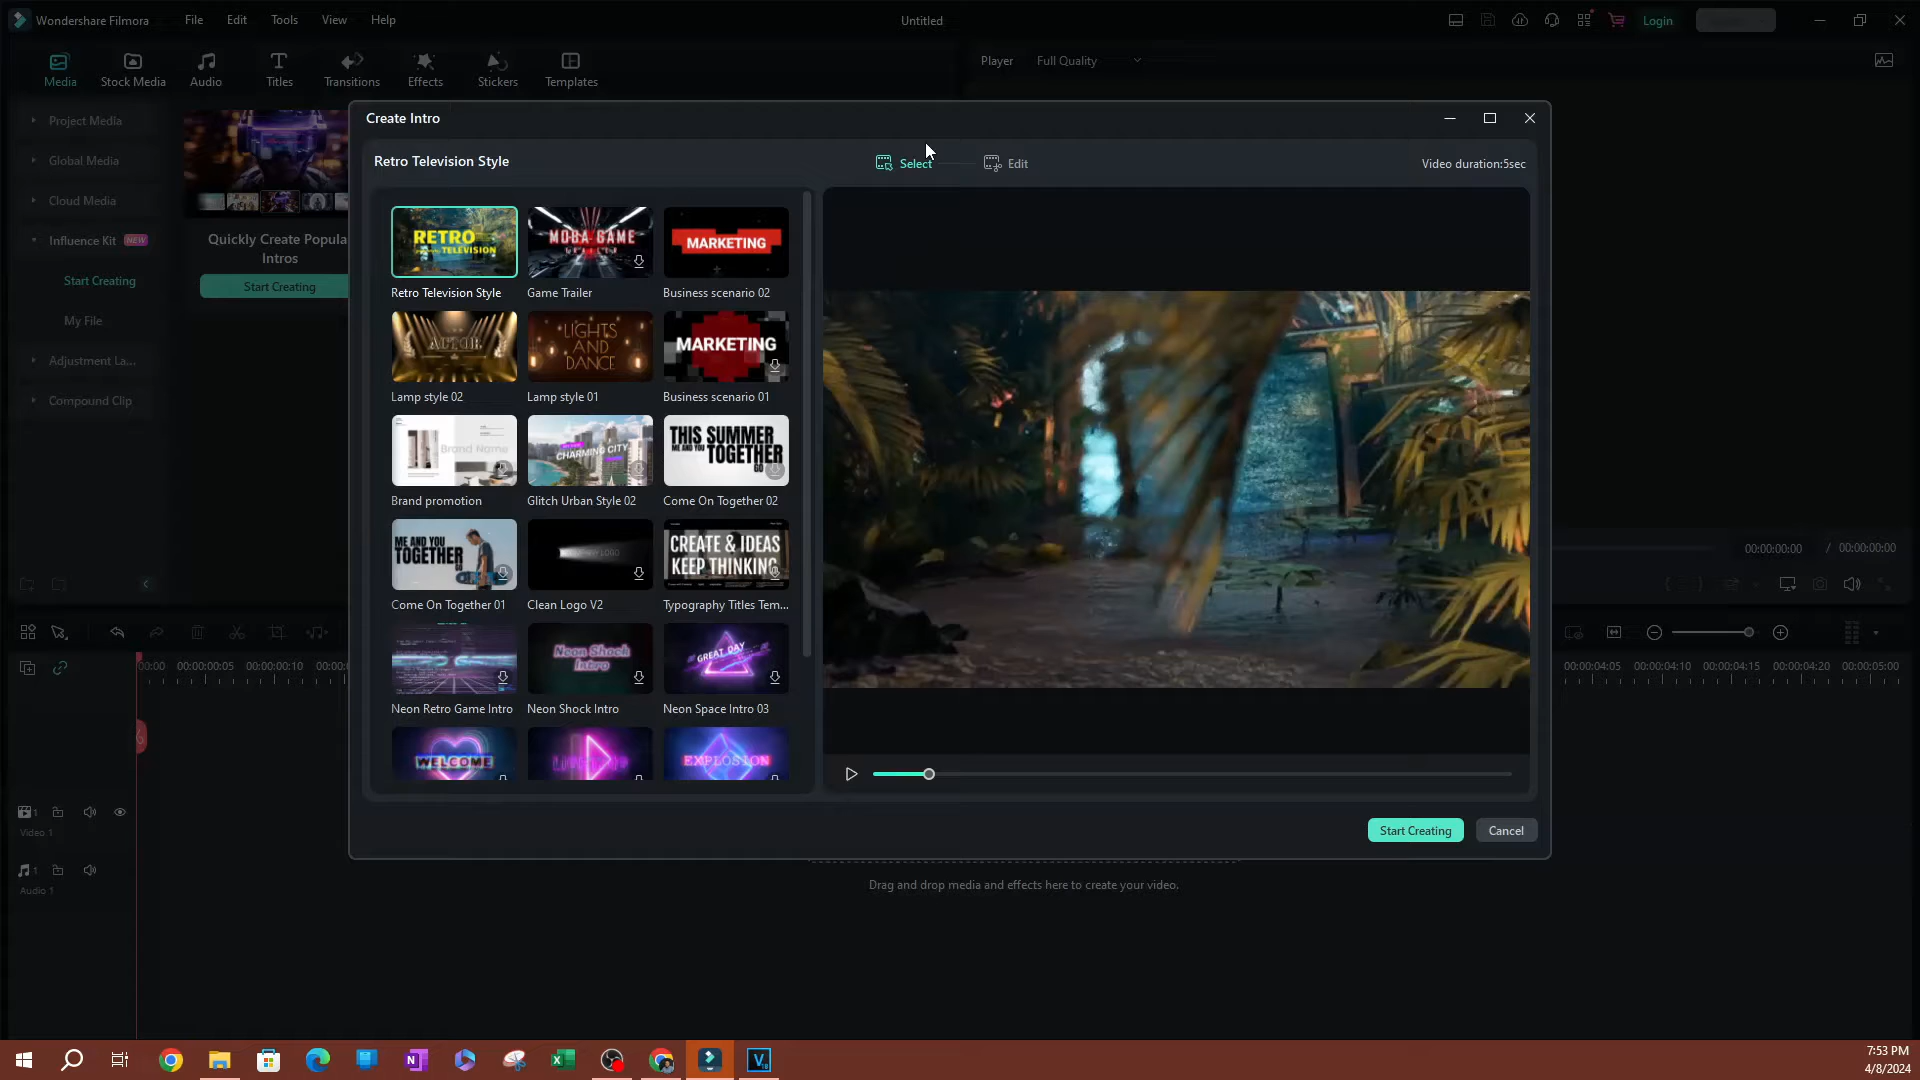 Wondershare Filmora
File
Edit
Tools
View
Help
Untitled
Login
Media
Stock Media
Audio
Titles
Transitions
Effects
Stickers
Templates
Player
Full Quality
Project Media
Global Media
Cloud Media
Influence Kit NEW
Start Creating
My File
Adjustment La...
Compound Clip
Quickly Create Popula
Intros
Start Creating
Create Intro
Retro Television Style
Select
Edit
Video duration:5sec
RETRO
TELEVISION
MOBA GAME
MARKETING
Retro Television Style
Game Trailer
Business scenario 02
ACTOR
LIGHTS
AND
DANCE
MARKETING
Lamp style 02
Lamp style 01
Business scenario 01
Brand Name
CHARMING CITY
THIS SUMMER
ME AND YOU TOGETHER
GO
Brand promotion
Glitch Urban Style 02
Come On Together 02
ME AND YOU
TOGETHER
LOGO
CREATE & IDEAS
KEEP THINKING
Come On Together 01
Clean Logo V2
Typography Titles Tem...
Neon Shock
Intro
GREAT DAY
Neon Retro Game Intro
Neon Shock Intro
Neon Space Intro 03
WELCOME
EXPLOSION
Start Creating
Cancel
00:00:00:00 / 00:00:00:00
00:00
00:00:00:05
00:00:00:10
00:00:04:05
00:00:04:10
00:00:04:15
00:00:04:20
00:00:05:00
1
Video 1
1
Audio 1
Drag and drop media and effects here to create your video.
7:53 PM
4/8/2024